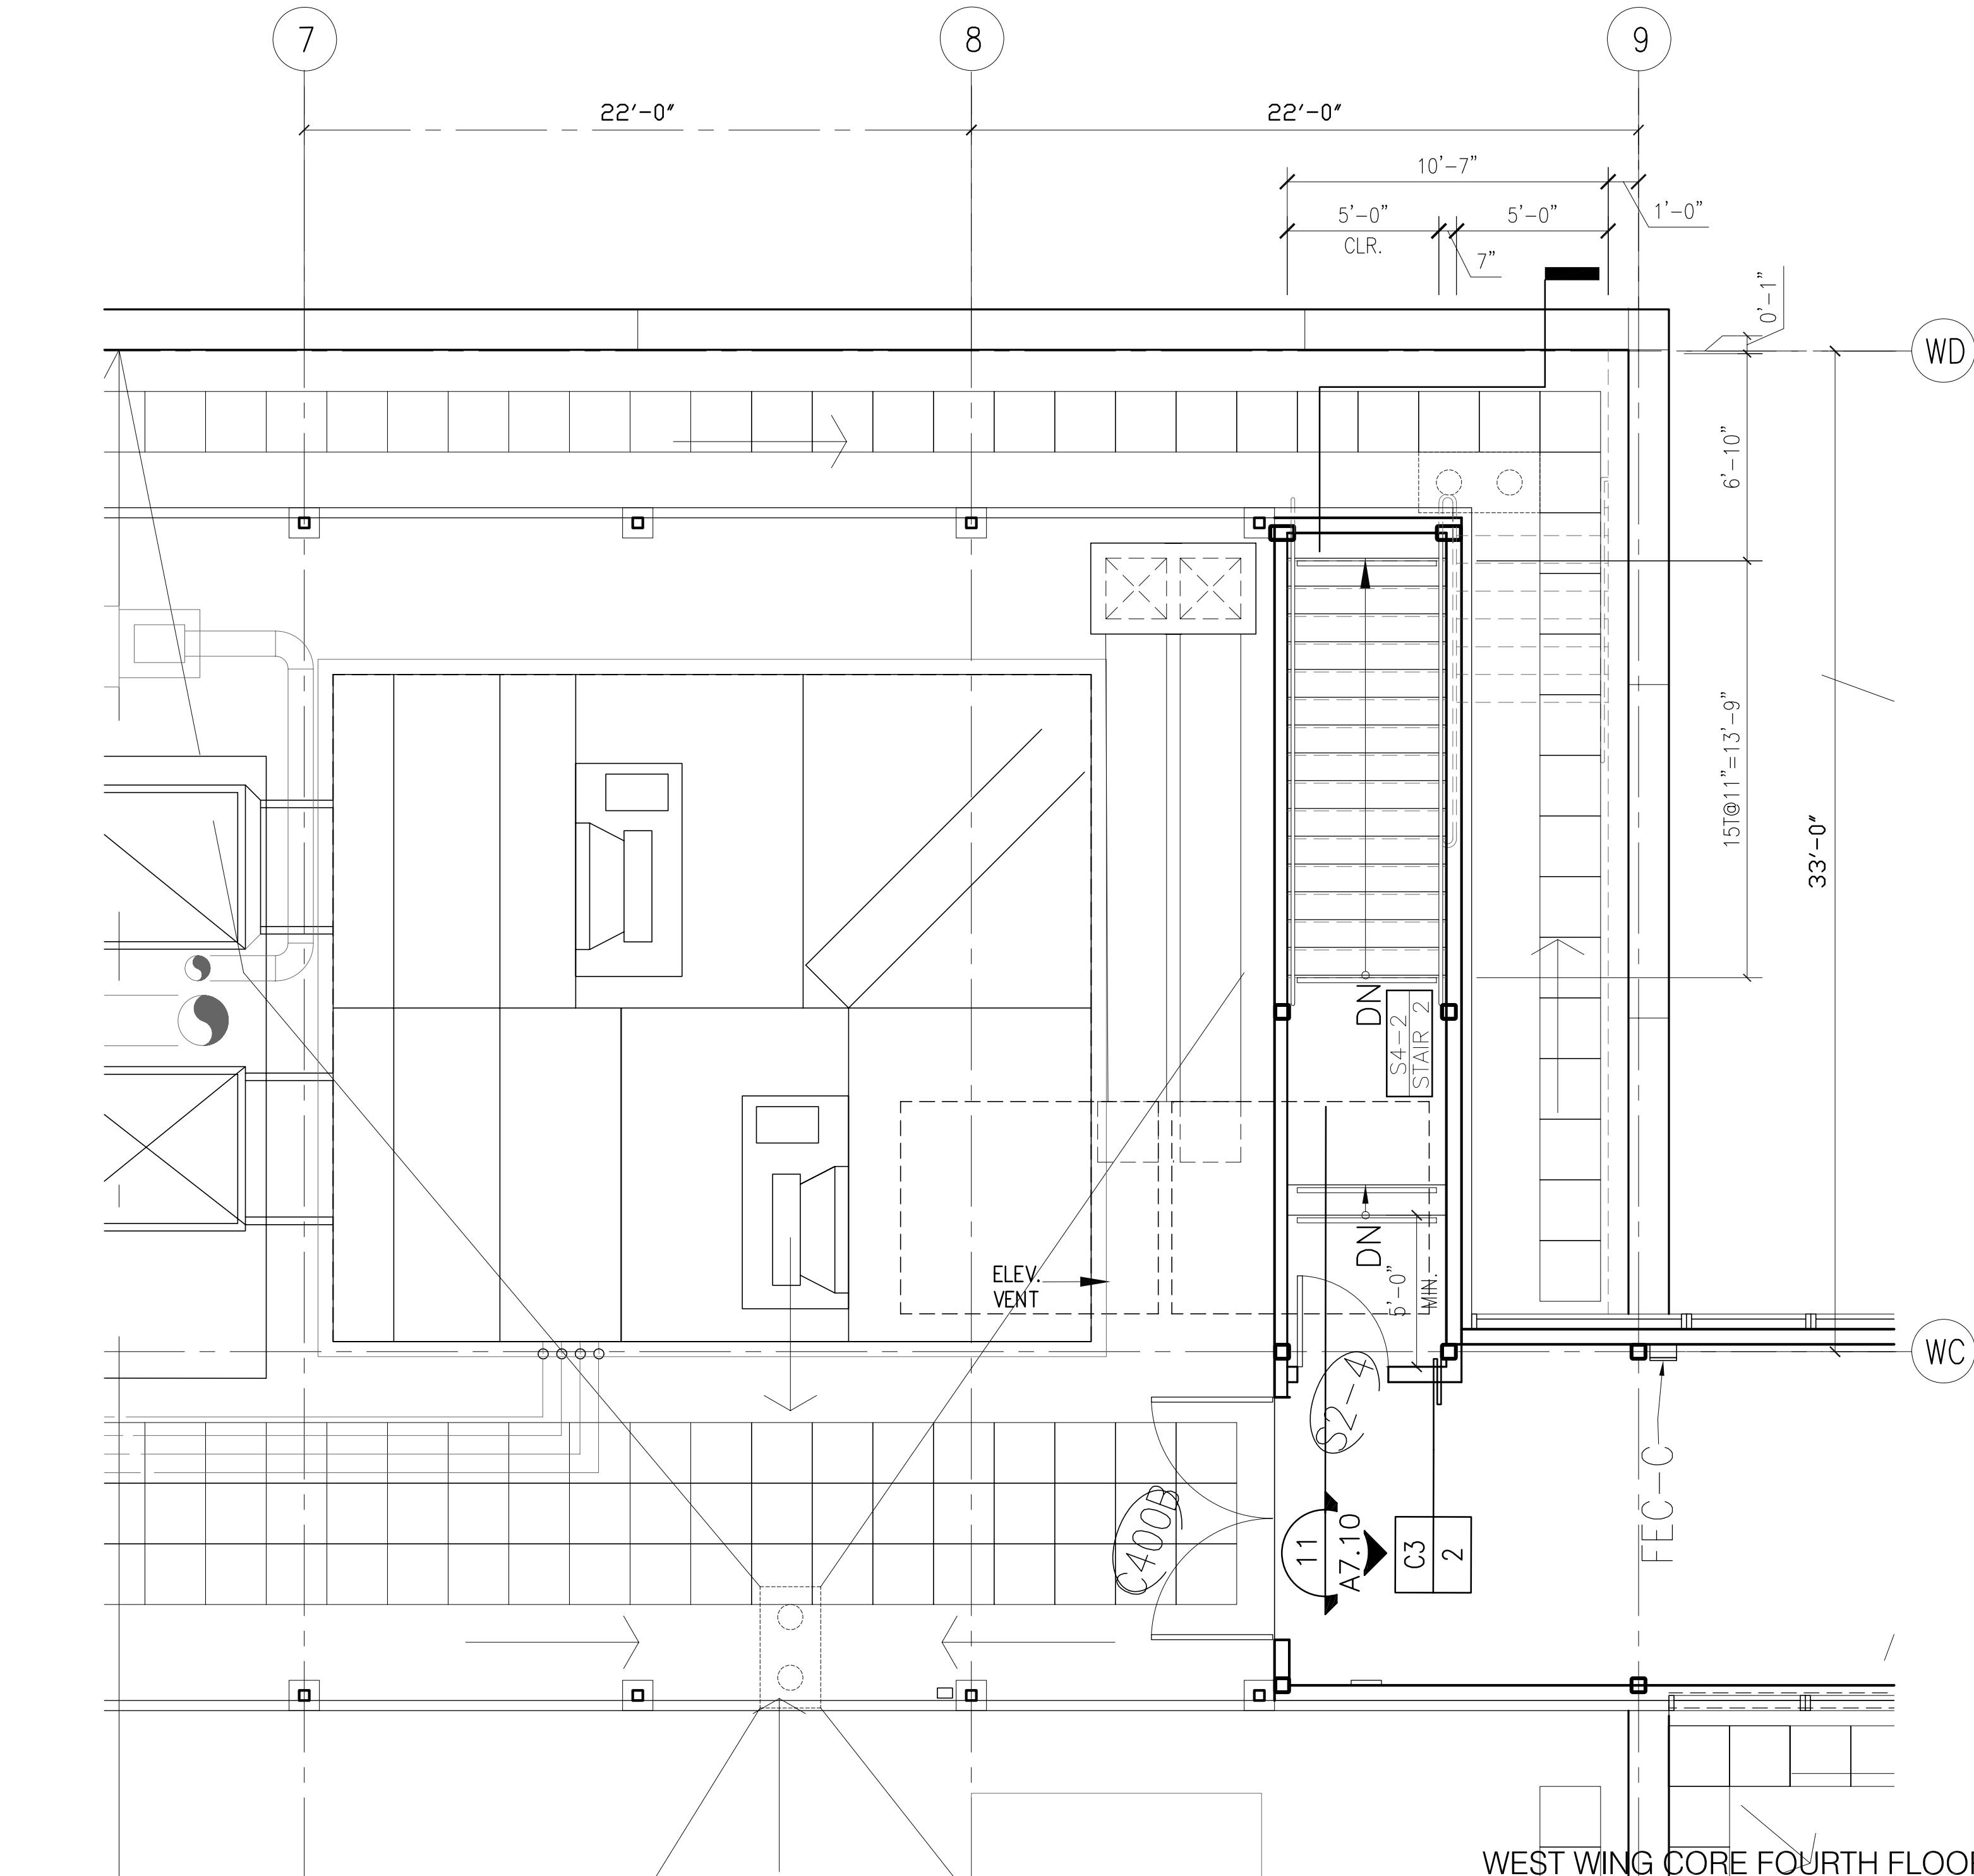 7
8
9
22'-0"
22'-0"
10'-7"
1'-0"
5'-0"
CLR.
5'-0"
7"
0'-1"
WD
6'-10"
15T@11"=13'-9"
33'-0"
DN
S4-2
STAIR 2
DN
5'-0"
MIN.
ELEV.
VENT
WC
S2-4
C400B
11
A7.10
C3
2
FEC-C
WEST WING CORE FOURTH FLOO